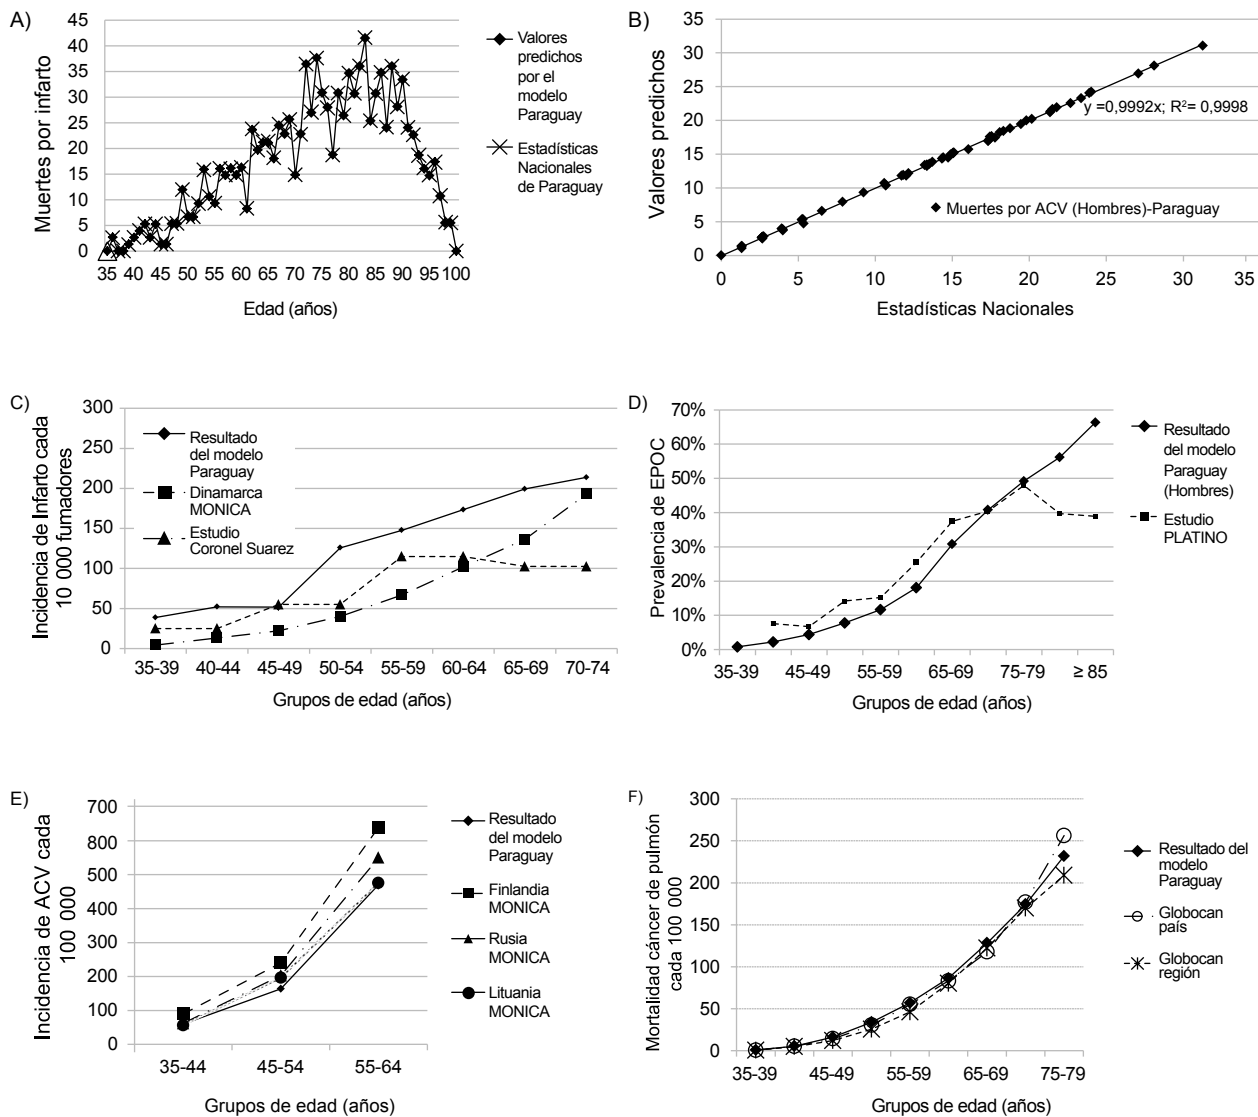 A)
45
40
35
30
25
20
15
10
5
0
Muertes por infarto
35 40 45 50 55 60 65 70 75 80 85 90 95 100
Edad (años)
Valores
predichos
por el
modelo
Paraguay
Estadísticas
Nacionales
de Paraguay
B)
35
30
25
20
15
10
5
0
Valores predichos
y =0,9992x; R²= 0,9998
Muertes por ACV (Hombres)-Paraguay
0 5 10 15 20 25 30 35
Estadísticas Nacionales
C)
300
250
200
150
100
50
0
Incidencia de Infarto cada
10 000 fumadores
Resultado
del modelo
Paraguay
Dinamarca
MONICA
Estudio
Coronel Suarez
35-39 40-44 45-49 50-54 55-59 60-64 65-69 70-74
Grupos de edad (años)
D)
70%
60%
50%
40%
30%
20%
10%
0%
Prevalencia de EPOC
35-39 45-49 55-59 65-69 75-79 ≥ 85
Grupos de edad (años)
Resultado
del modelo
Paraguay
(Hombres)
Estudio
PLATINO
E)
700
800
600
500
400
300
200
100
0
Incidencia de ACV cada
100 000
35-44 45-54 55-64
Grupos de edad (años)
Resultado
del modelo
Paraguay
Finlandia
MONICA
Rusia
MONICA
Lituania
MONICA
F)
300
250
200
150
100
50
0
Mortalidad cáncer de pulmón
cada 100 000
35-39 45-49 55-59 65-69 75-79
Grupos de edad (años)
Resultado del
modelo
Paraguay
Globocan
país
Globocan
región